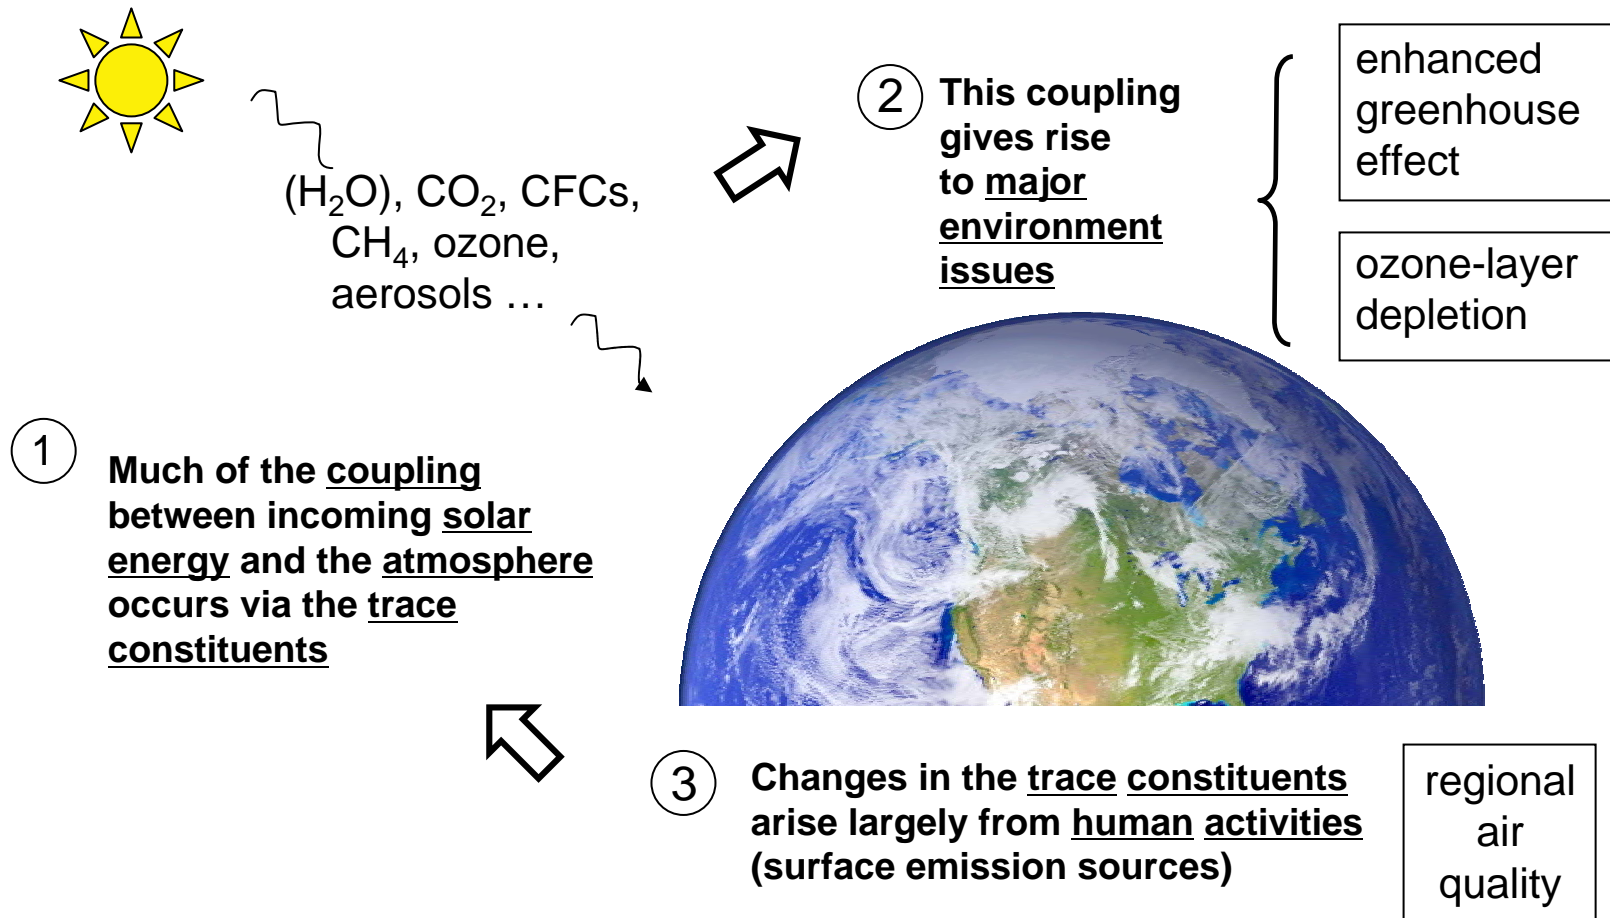 (H₂O), CO₂, CFCs,
CH₄, ozone,
aerosols …
1
Much of the coupling
between incoming solar
energy and the atmosphere
occurs via the trace
constituents
2
This coupling
gives rise
to major
environment
issues
enhanced
greenhouse
effect
ozone-layer
depletion
3
Changes in the trace constituents
arise largely from human activities
(surface emission sources)
regional
air
quality